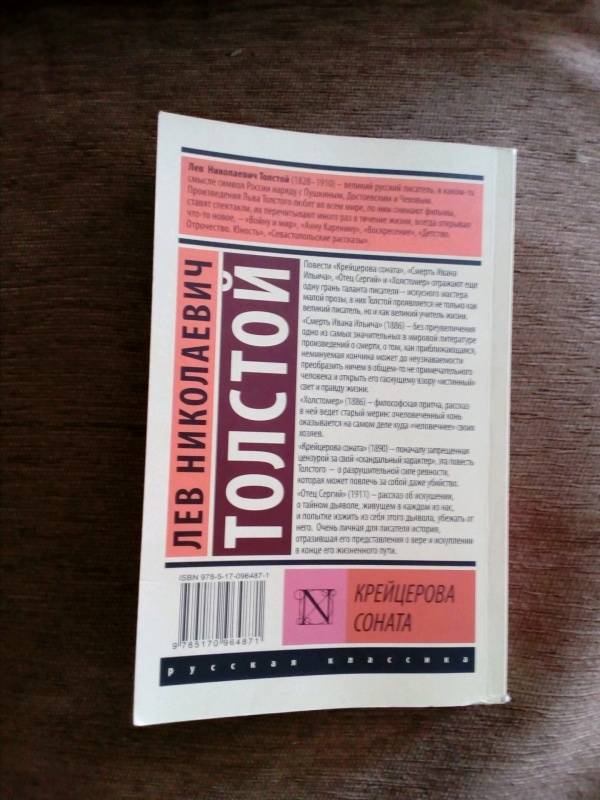 Лев Николаевич Толстой (1828–1910) – великий русский писатель, в каком-то
смысле символ России наряду с Пушкиным, Достоевским и Чеховым.
Произведения Льва Толстого любят во всем мире, по ним снимают фильмы,
ставят спектакли, их перечитывают много раз в течение жизни, всегда открывая
что-то новое, – «Войну и мир», «Анну Каренину», «Воскресение», «Детство.
Отрочество. Юность», «Севастопольские рассказы».
ЛЕВ НИКОЛАЕВИЧ
ТОЛСТОЙ
Повести «Крейцерова соната», «Смерть Ивана
Ильича», «Отец Сергий» и «Холстомер» отражают еще
одну грань таланта писателя – искусного мастера
малой прозы, в них Толстой проявляется не только как
великий писатель, но и как великий учитель жизни.
«Смерть Ивана Ильича» (1886) – без преувеличения
одно из самых значительных в мировой литературе
произведений о смерти, о том, как приближающаяся,
неминуемая кончина может до неузнаваемости
преобразить ничем в общем-то не примечательного
человека и открыть его гаснущему взору «истинный»
свет и правду жизни.
«Холстомер» (1886) – философская притча, рассказ
в ней ведет старый мерин: очеловеченный конь
оказывается на самом деле куда «человечнее» своих
хозяев.
«Крейцерова соната» (1890) – поначалу запрещенная
цензурой за свой «скандальный характер», эта повесть
Толстого – о разрушительной силе ревности,
которая может повлечь за собой даже убийство.
«Отец Сергий» (1911) – рассказ об искушении,
о тайном дьяволе, живущем в каждом из нас,
и попытке изжить из себя этого дьявола, убежать от
него. Очень личная для писателя история,
отразившая его представления о вере и искуплении
в конце его жизненного пути.
ISBN 978-5-17-096487-1
9 785170 964871
N
КРЕЙЦЕРОВА
СОНАТА
русская классика